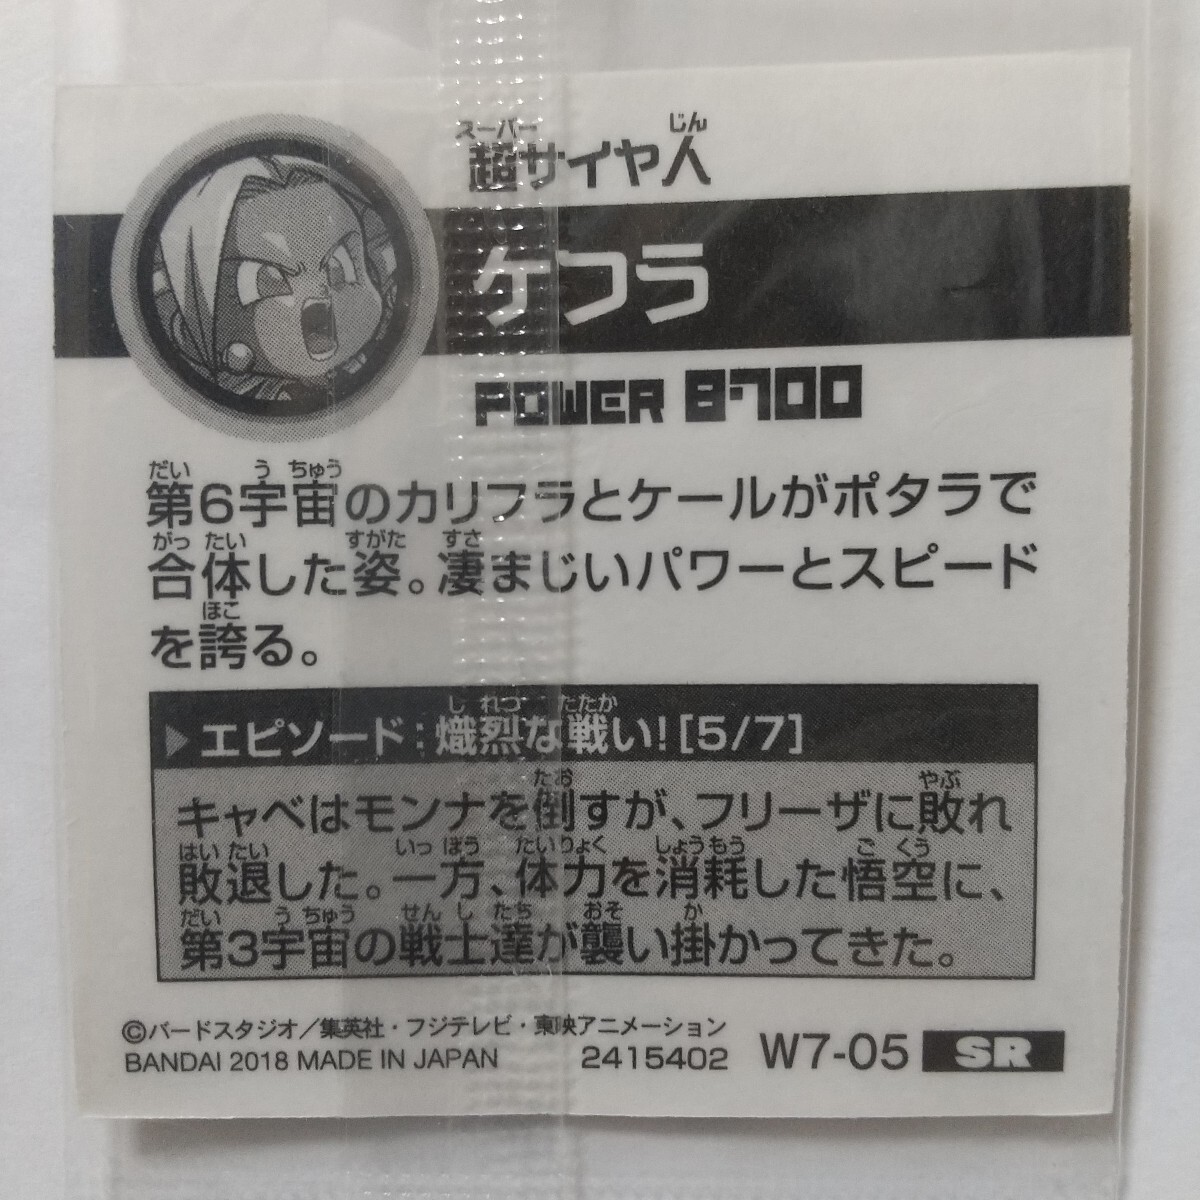 スーパー じん
超サイヤ人
ケフラ
POWER 8700
だい う ちゅう
第6宇宙のカリフラとケールがポタラで
がっ たい すがた すさ
合体した姿。凄まじいパワーとスピード
ほこ
を誇る。
し れつ たたか
エピソード:熾烈な戦い![5/7]
たお やぶ
キャベはモンナを倒すが、フリーザに敗れ
はい たい いっ ぽう たいりょく しょうもう ご くう
敗退した。一方、体力を消耗した悟空に、
だい う ちゅう せん し たち おそ か
第3宇宙の戦士達が襲い掛かってきた。
©バードスタジオ/集英社・フジテレビ・東映アニメーション
BANDAI 2018 MADE IN JAPAN 2415402 W7-05 SR